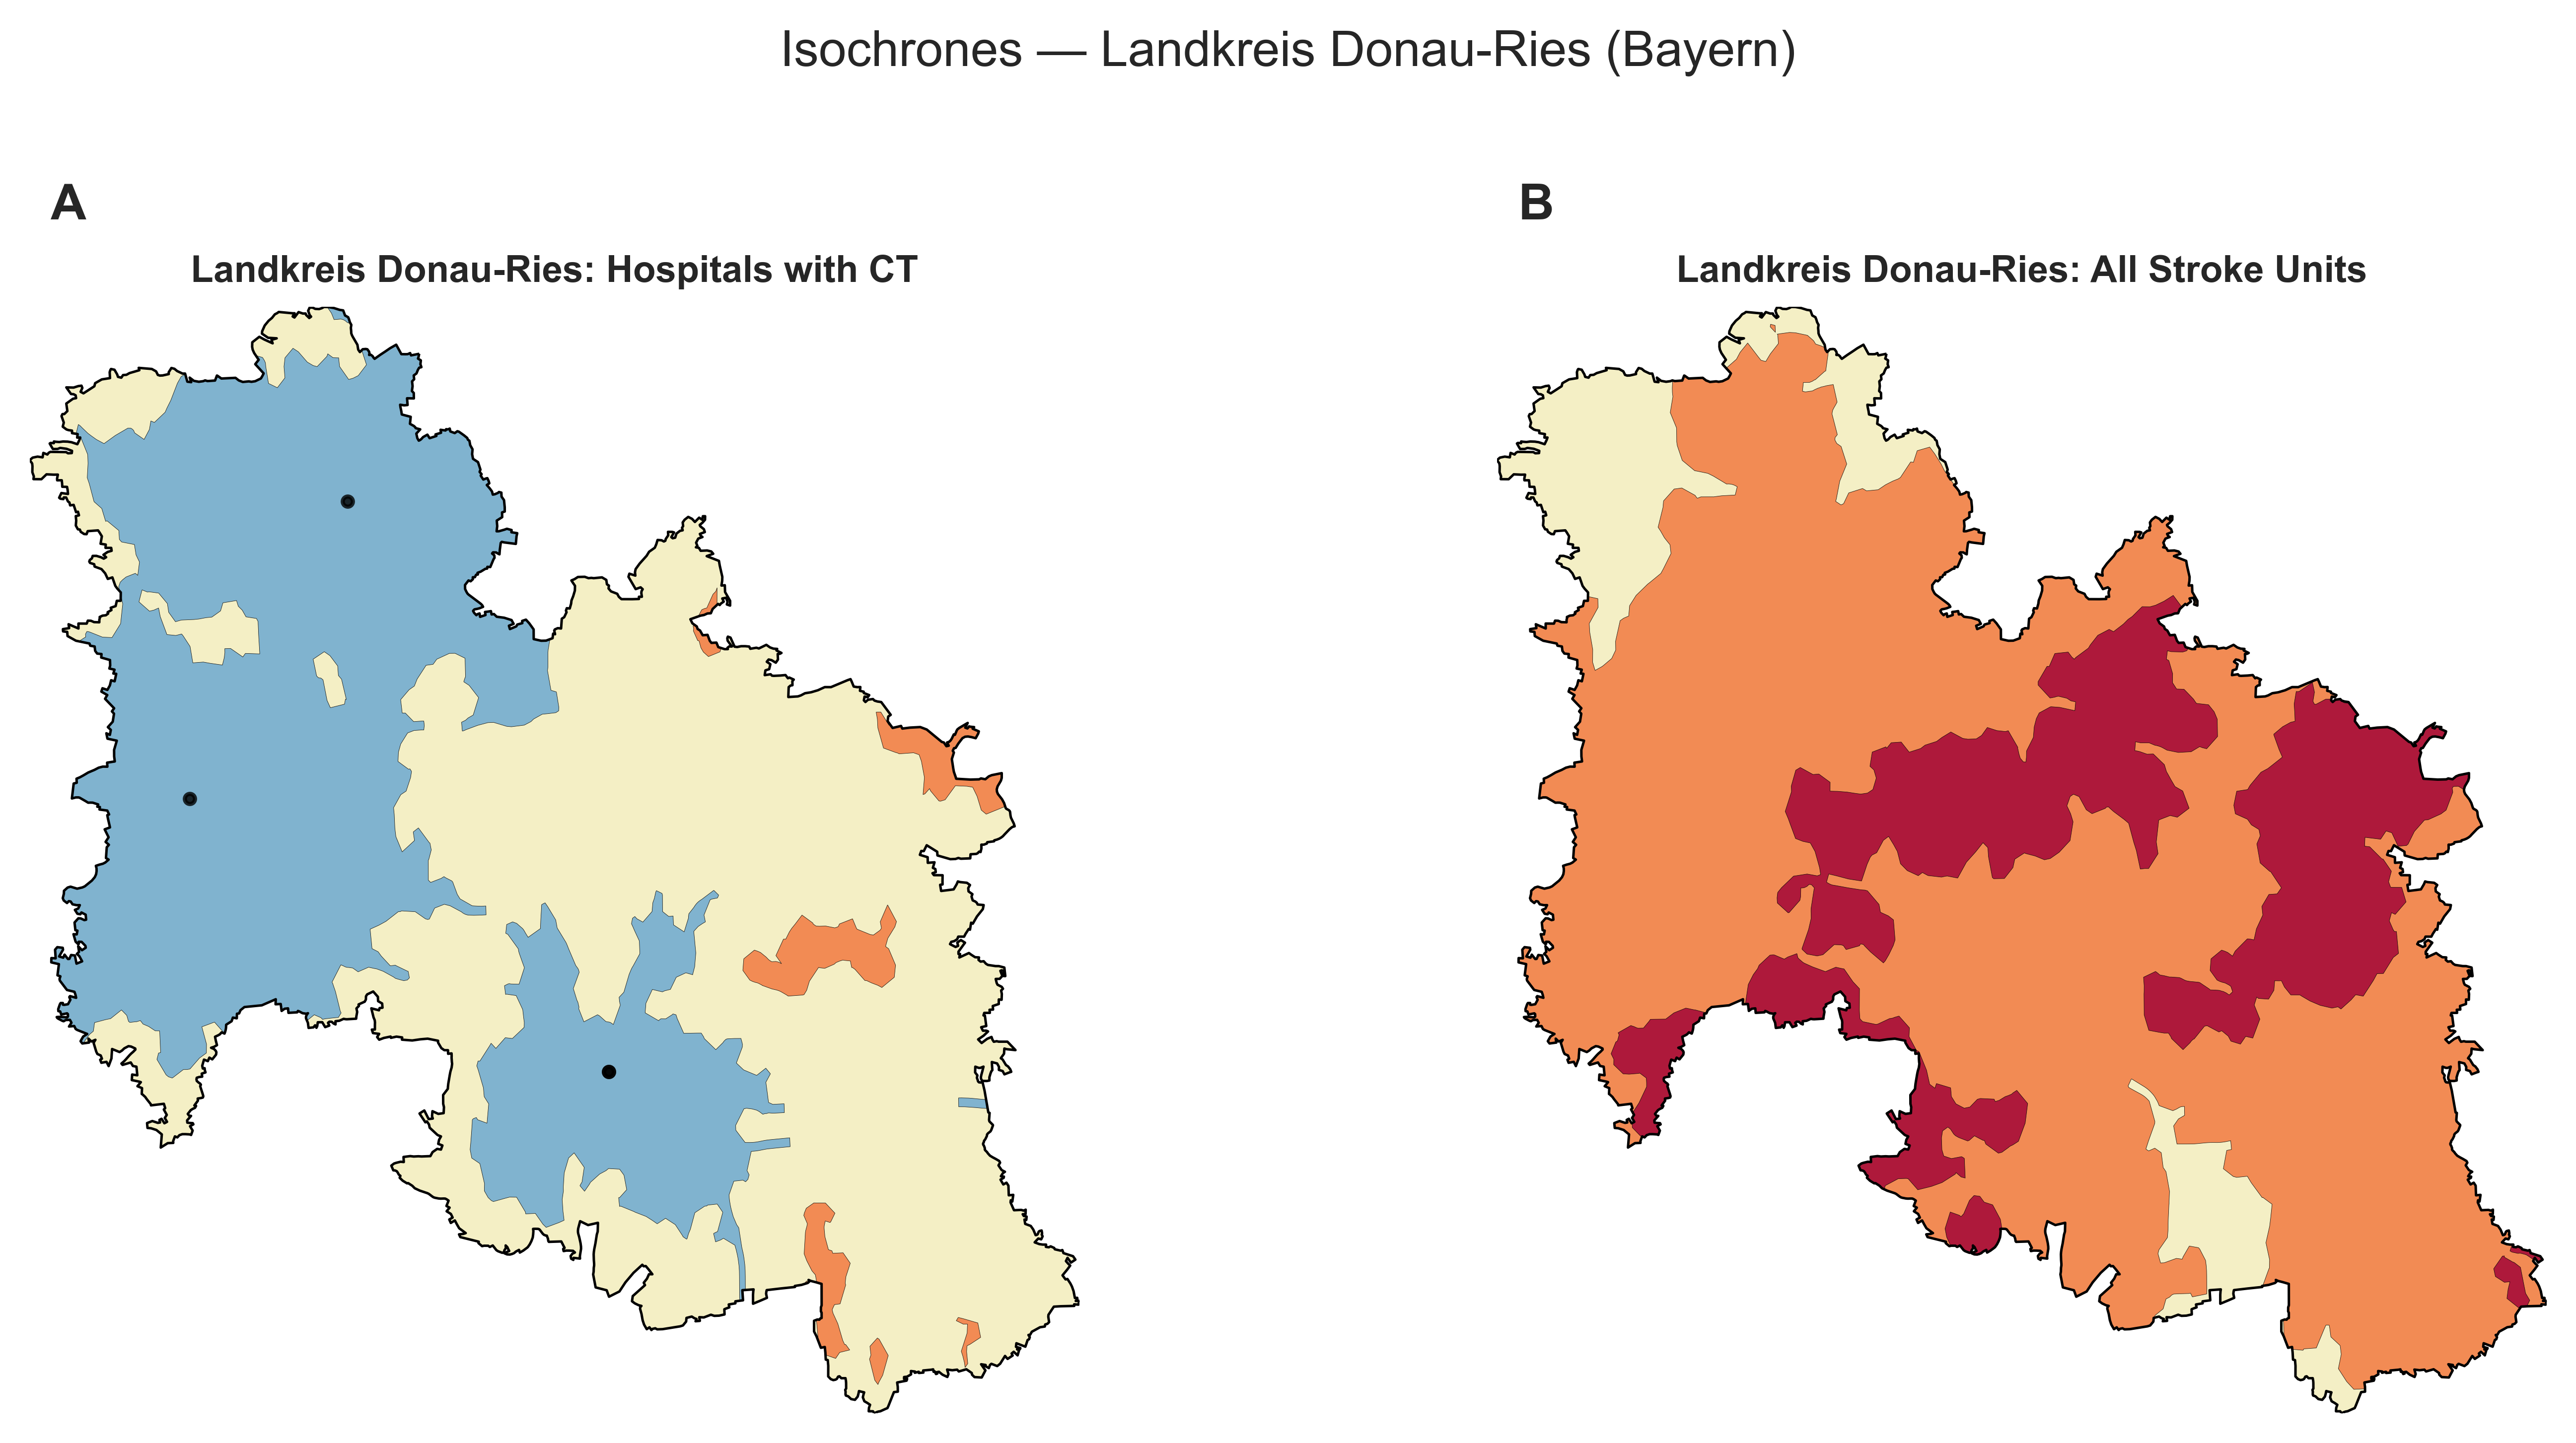 Isochrones — Landkreis Donau-Ries (Bayern)
A
B
Landkreis Donau-Ries: Hospitals with CT
Landkreis Donau-Ries: All Stroke Units